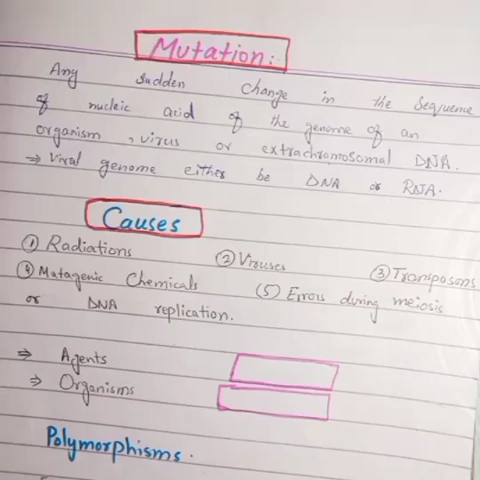 Mutation:
Any sudden change in the sequence
of nucleic acid of the genome of an
organism, virus or extrachromosomal DNA.
→ Viral genome either be DNA or RNA.
Causes
① Radiations ② Viruses ③ Transposons
④ Matagenic Chemicals ⑤ Errors during meiosis
or DNA replication.
⇒ Agents
⇒ Organisms
Polymorphisms.